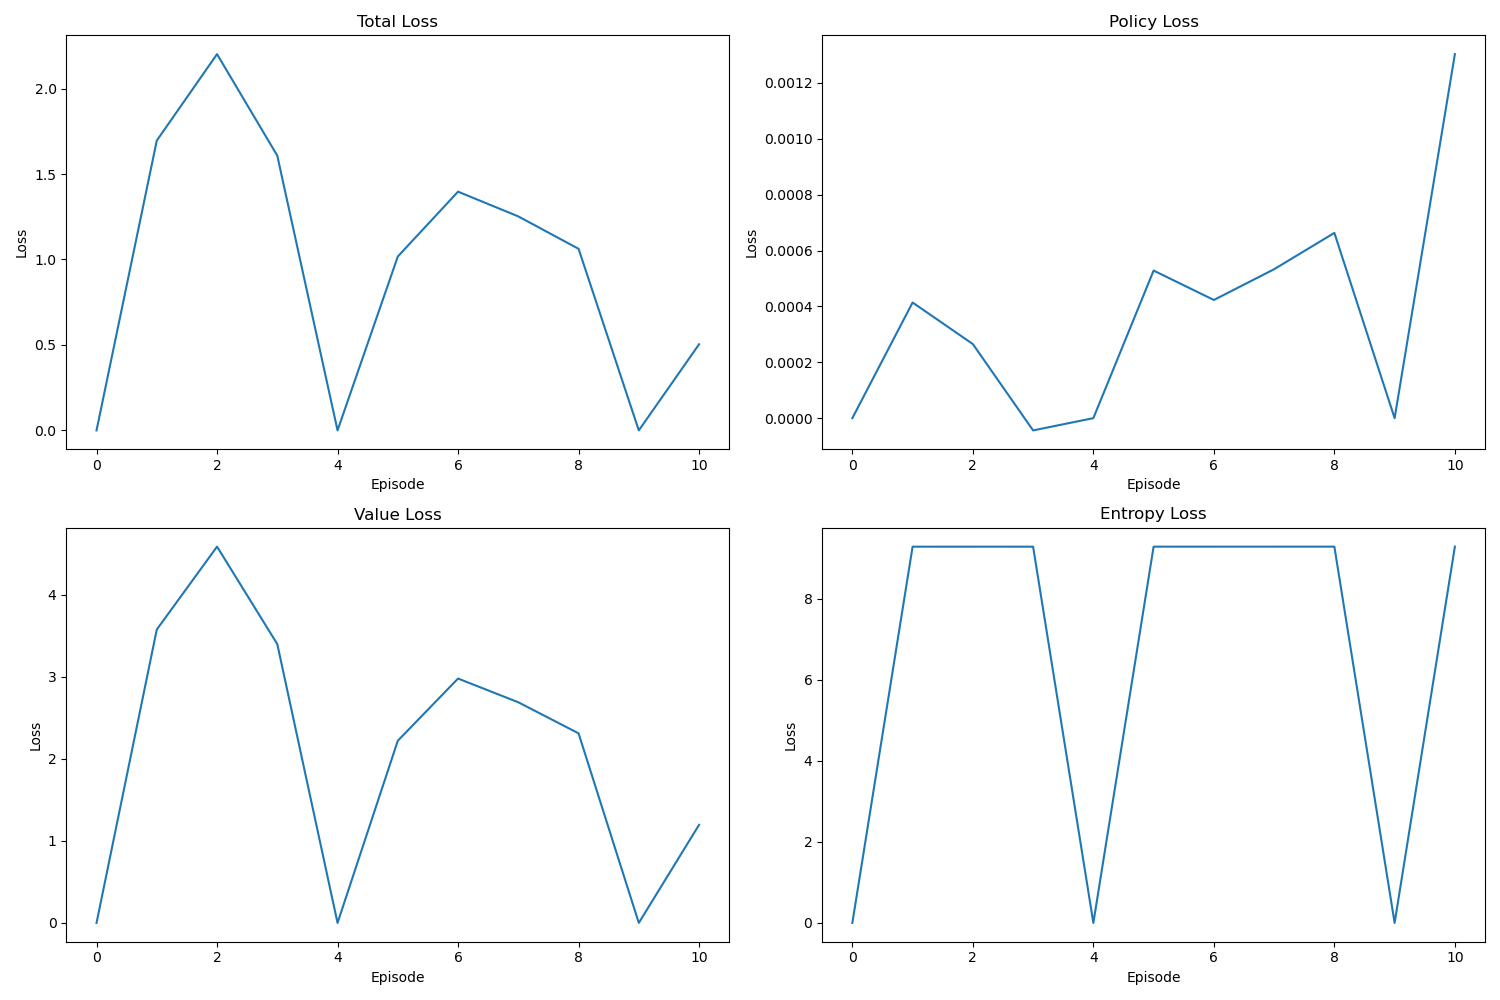 Total Loss
Loss
2.0
1.5
1.0
0.5
0.0
0 2 4 6 8 10
Episode
Policy Loss
Loss
0.0012
0.0010
0.0008
0.0006
0.0004
0.0002
0.0000
0 2 4 6 8 10
Episode
Value Loss
Loss
4
3
2
1
0
0 2 4 6 8 10
Episode
Entropy Loss
Loss
8
6
4
2
0
0 2 4 6 8 10
Episode